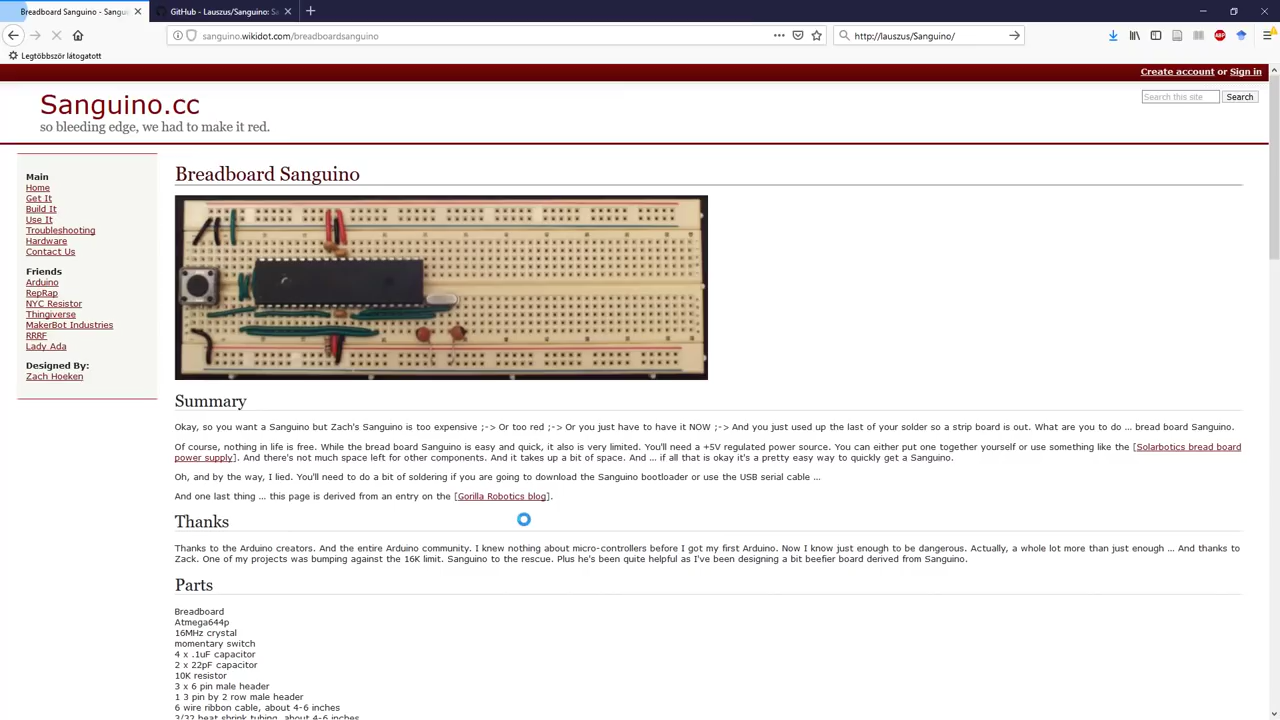 Breadboard Sanguino - Sangu
GitHub - Lauszus/Sanguino: Sa
sanguino.wikidot.com/breadboardsanguino
http://lauszus/Sanguino/
ABP
Legtöbbször látogatott
Create account or Sign in
Sanguino.cc
so bleeding edge, we had to make it red.
Search this site
Search
Main
Home
Get It
Build It
Use It
Troubleshooting
Hardware
Contact Us
Friends
Arduino
RepRap
NYC Resistor
Thingiverse
MakerBot Industries
RRRF
Lady Ada
Designed By:
Zach Hoeken
Breadboard Sanguino
Summary
Okay, so you want a Sanguino but Zach's Sanguino is too expensive ;-> Or too red ;-> Or you just have to have it NOW ;-> And you just used up the last of your solder so a strip board is out. What are you to do … bread board Sanguino.
Of course, nothing in life is free. While the bread board Sanguino is easy and quick, it also is very limited. You'll need a +5V regulated power source. You can either put one together yourself or use something like the [Solarbotics bread board
power supply]. And there's not much space left for other components. And it takes up a bit of space. And … if all that is okay it's a pretty easy way to quickly get a Sanguino.
Oh, and by the way, I lied. You'll need to do a bit of soldering if you are going to download the Sanguino bootloader or use the USB serial cable …
And one last thing … this page is derived from an entry on the [Gorilla Robotics blog].
Thanks
Thanks to the Arduino creators. And the entire Arduino community. I knew nothing about micro-controllers before I got my first Arduino. Now I know just enough to be dangerous. Actually, a whole lot more than just enough … And thanks to
Zack. One of my projects was bumping against the 16K limit. Sanguino to the rescue. Plus he's been quite helpful as I've been designing a bit beefier board derived from Sanguino.
Parts
Breadboard
Atmega644p
16MHz crystal
momentary switch
4 x .1uF capacitor
2 x 22pF capacitor
10K resistor
3 x 6 pin male header
1 3 pin by 2 row male header
6 wire ribbon cable, about 4-6 inches
3/32 heat shrink tubing, about 4-6 inches